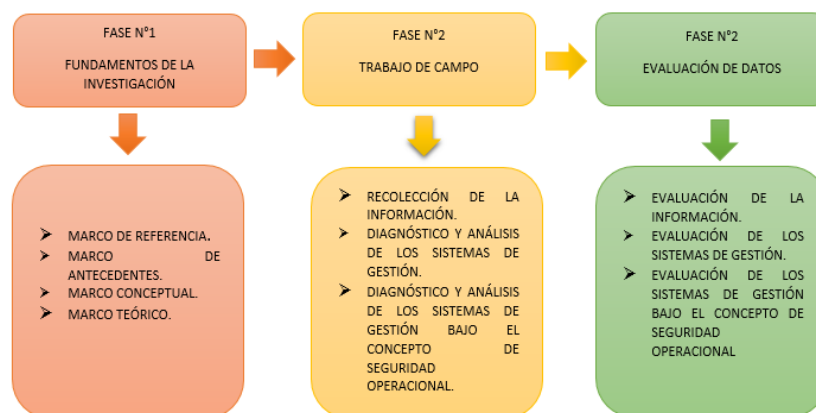 FASE N°1
FUNDAMENTOS DE LA
INVESTIGACIÓN
FASE N°2
TRABAJO DE CAMPO
FASE N°2
EVALUACIÓN DE DATOS
➢ MARCO DE REFERENCIA.
➢ MARCO DE
ANTECEDENTES.
➢ MARCO CONCEPTUAL.
➢ MARCO TEÓRICO.
➢ RECOLECCIÓN DE LA
INFORMACIÓN.
➢ DIAGNÓSTICO Y ANÁLISIS
DE LOS SISTEMAS DE
GESTIÓN.
➢ DIAGNÓSTICO Y ANÁLISIS
DE LOS SISTEMAS DE
GESTIÓN BAJO EL
CONCEPTO DE
SEGURIDAD
OPERACIONAL.
➢ EVALUACIÓN DE LA
INFORMACIÓN.
➢ EVALUACIÓN DE LOS
SISTEMAS DE GESTIÓN.
➢ EVALUACIÓN DE LOS
SISTEMAS DE GESTIÓN
BAJO EL CONCEPTO DE
SEGURIDAD
OPERACIONAL